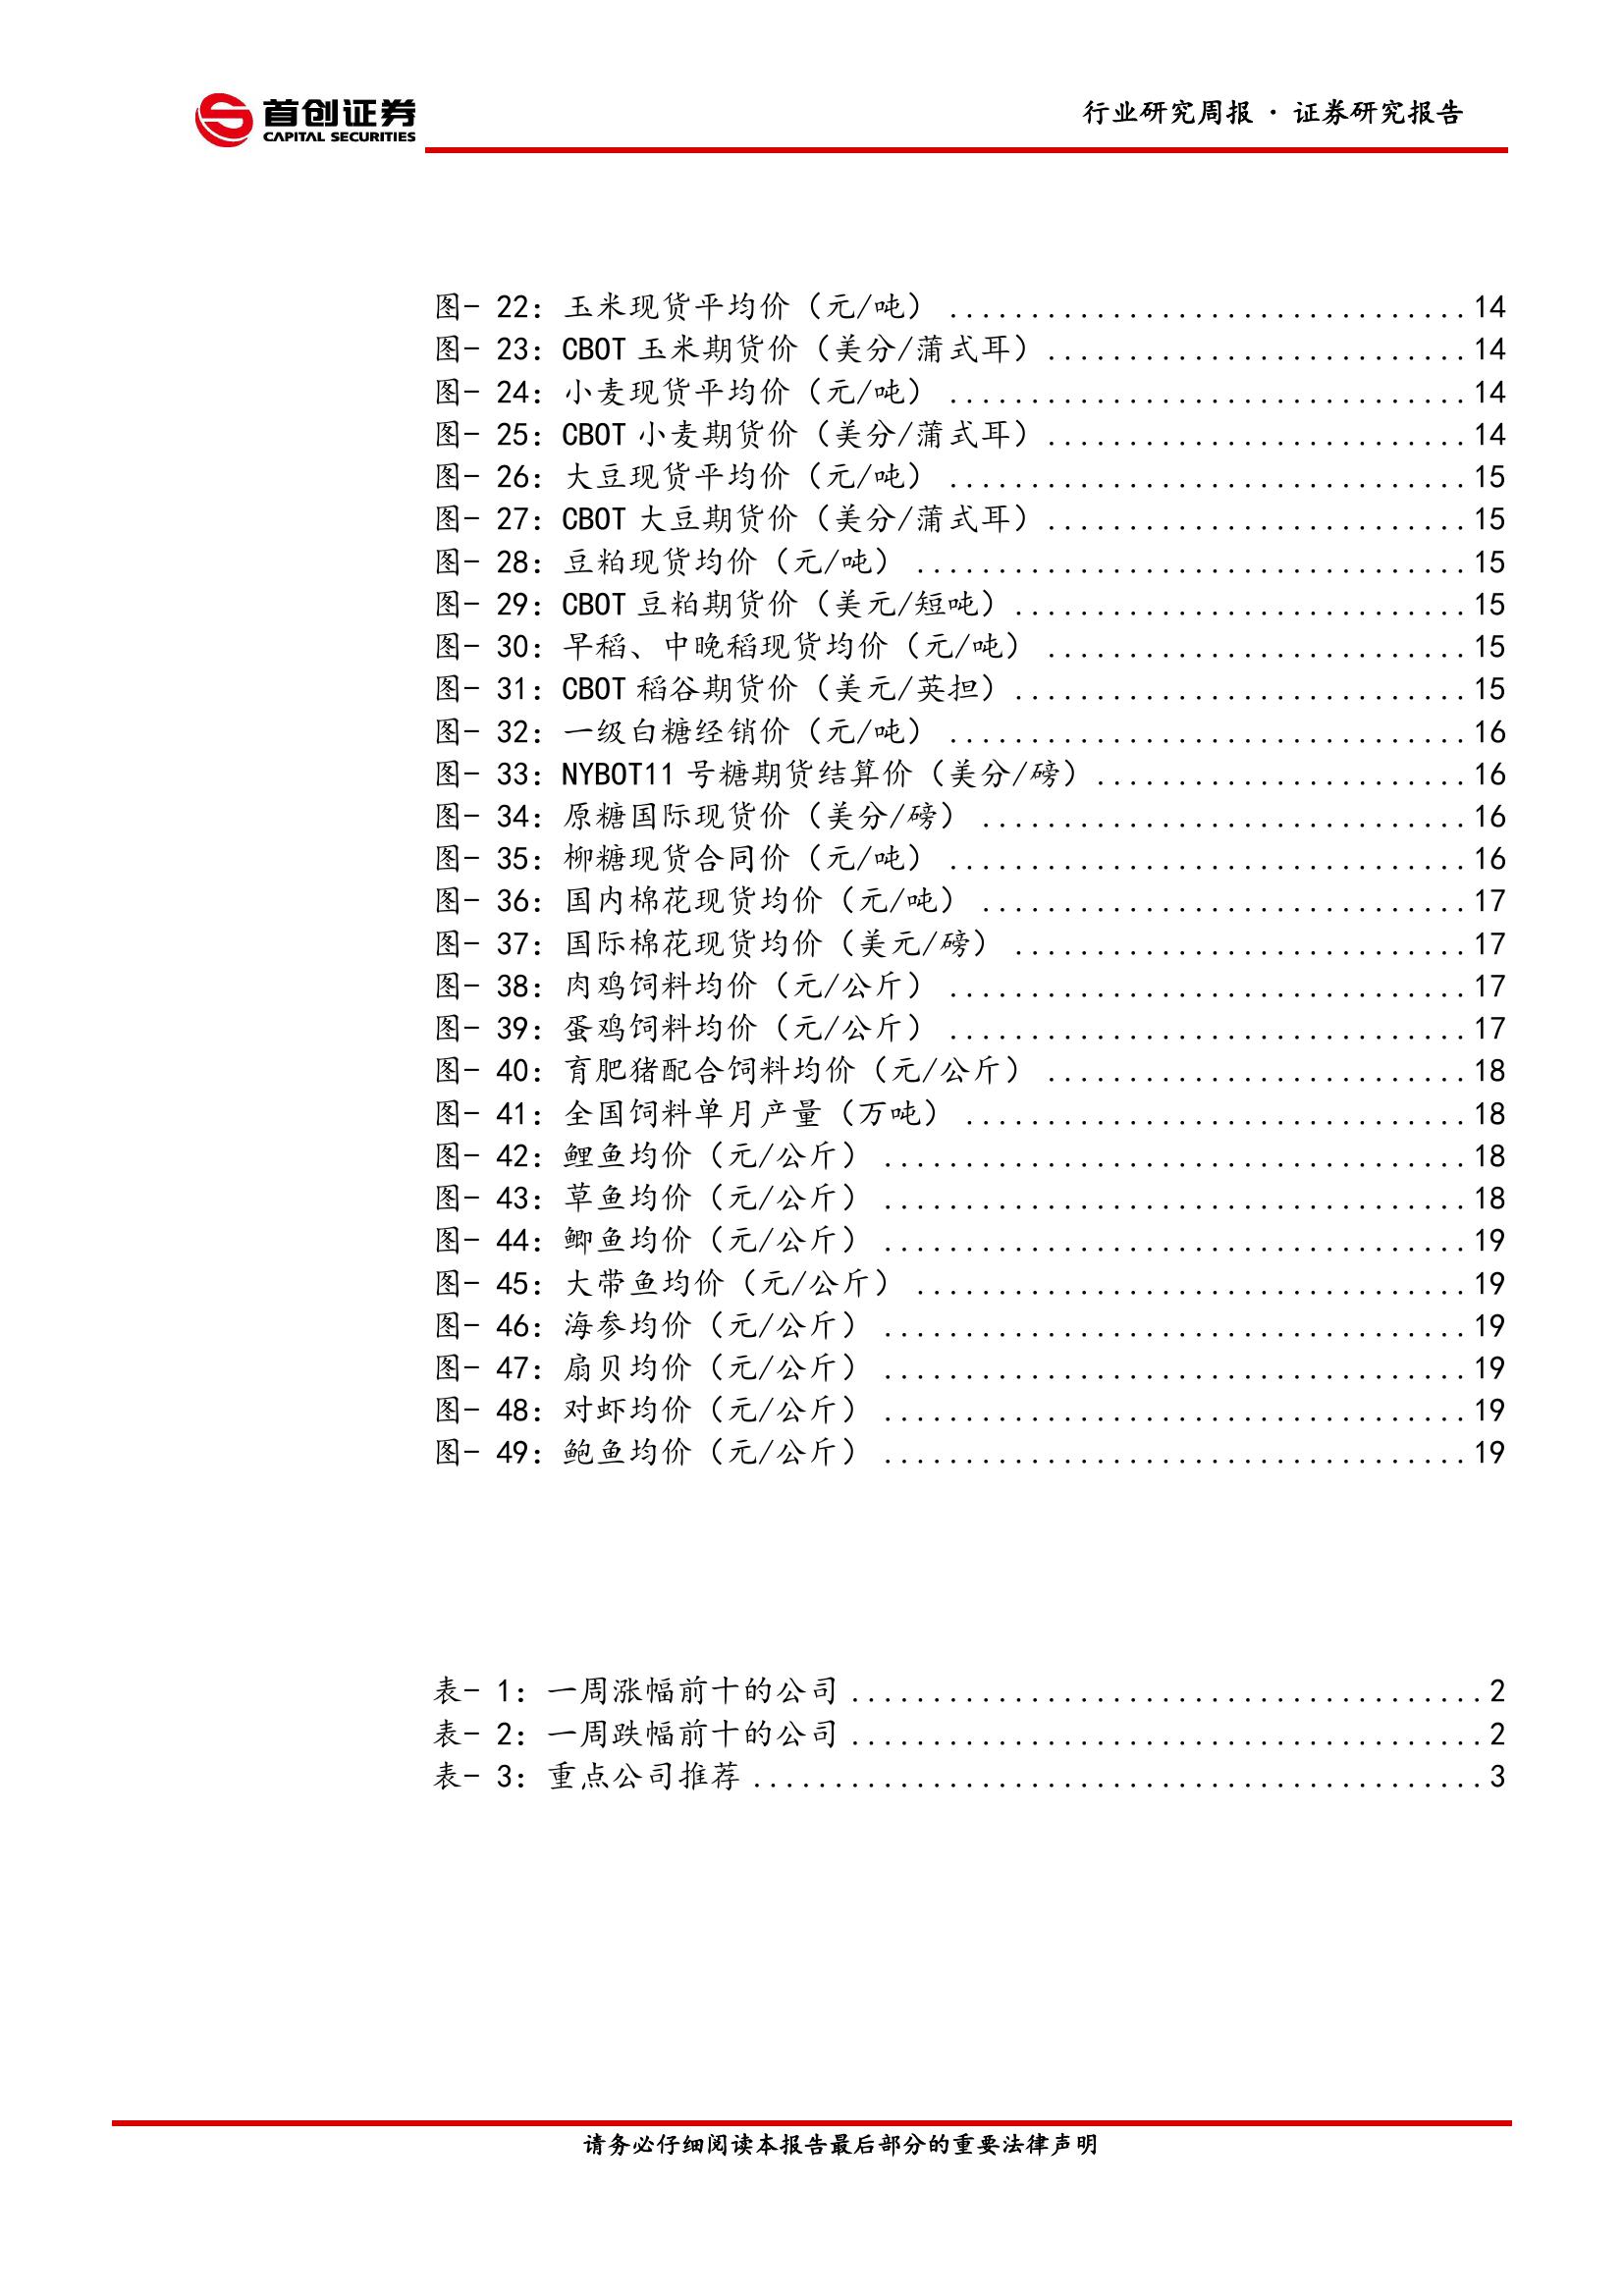 首创证券
CAPITAL SECURITIES
行业研究周报 · 证券研究报告
图- 22：玉米现货平均价（元/吨） ................................ 14
图- 23：CBOT 玉米期货价（美分/蒲式耳） .......................... 14
图- 24：小麦现货平均价（元/吨） ................................ 14
图- 25：CBOT 小麦期货价（美分/蒲式耳） .......................... 14
图- 26：大豆现货平均价（元/吨） ................................ 15
图- 27：CBOT 大豆期货价（美分/蒲式耳） .......................... 15
图- 28：豆粕现货均价（元/吨） .................................. 15
图- 29：CBOT 豆粕期货价（美元/短吨） ............................ 15
图- 30：早稻、中晚稻现货均价（元/吨） .......................... 15
图- 31：CBOT 稻谷期货价（美元/英担） ............................ 15
图- 32：一级白糖经销价（元/吨） ................................ 16
图- 33：NYBOT11 号糖期货结算价（美分/磅） ....................... 16
图- 34：原糖国际现货价（美分/磅） .............................. 16
图- 35：柳糖现货合同价（元/吨） ................................ 16
图- 36：国内棉花现货均价（元/吨） .............................. 17
图- 37：国际棉花现货均价（美元/磅） ............................ 17
图- 38：肉鸡饲料均价（元/公斤） ................................ 17
图- 39：蛋鸡饲料均价（元/公斤） ................................ 17
图- 40：育肥猪配合饲料均价（元/公斤） .......................... 18
图- 41：全国饲料单月产量（万吨） ............................... 18
图- 42：鲤鱼均价（元/公斤） .................................... 18
图- 43：草鱼均价（元/公斤） .................................... 18
图- 44：鲫鱼均价（元/公斤） .................................... 19
图- 45：大带鱼均价（元/公斤） .................................. 19
图- 46：海参均价（元/公斤） .................................... 19
图- 47：扇贝均价（元/公斤） .................................... 19
图- 48：对虾均价（元/公斤） .................................... 19
图- 49：鲍鱼均价（元/公斤） .................................... 19
表- 1：一周涨幅前十的公司 ....................................... 2
表- 2：一周跌幅前十的公司 ....................................... 2
表- 3：重点公司推荐 ............................................. 3
请务必仔细阅读本报告最后部分的重要法律声明